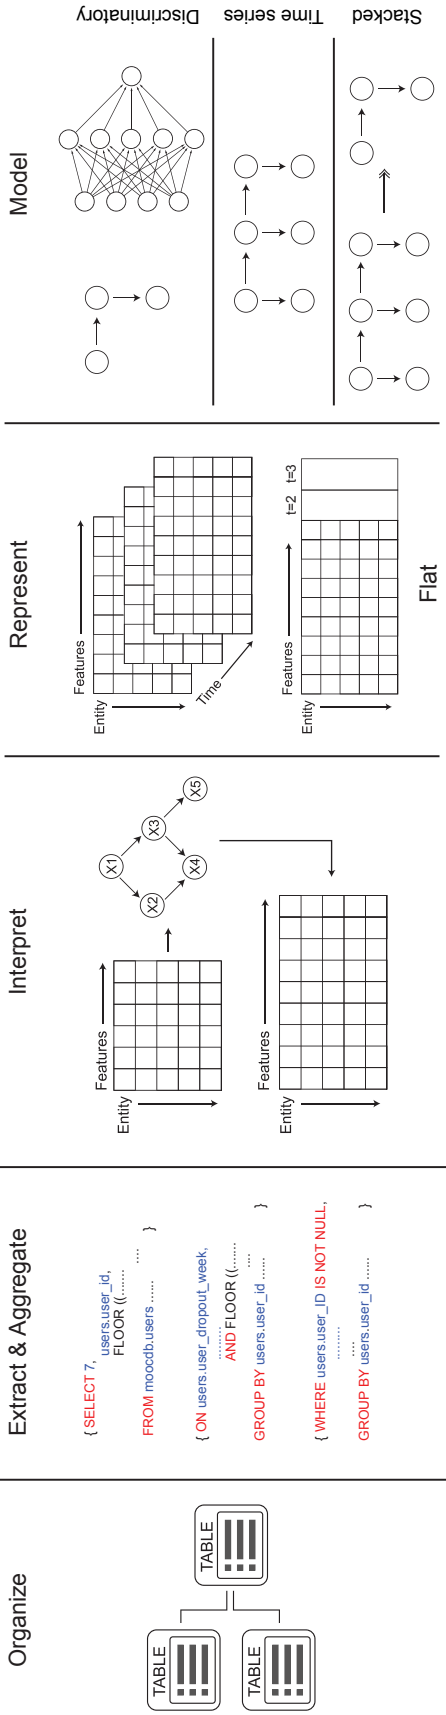 Organize
TABLE
TABLE
TABLE
Extract & Aggregate
{ SELECT 7,
users.user_id,
FLOOR ((.......
....
FROM moocdb.users ...... }
{ ON users.user_dropout_week,
.........
AND FLOOR ((.......
....
GROUP BY users.user_id ...... }
{ WHERE users.user_ID IS NOT NULL,
.........
....
GROUP BY users.user_id ...... }
Interpret
Features
Entity
X1
X2
X3
X4
X5
Features
Entity
Represent
Features
Entity
Time
Features
t=2 t=3
Entity
Flat
Model
Discriminatory
Time series
Stacked